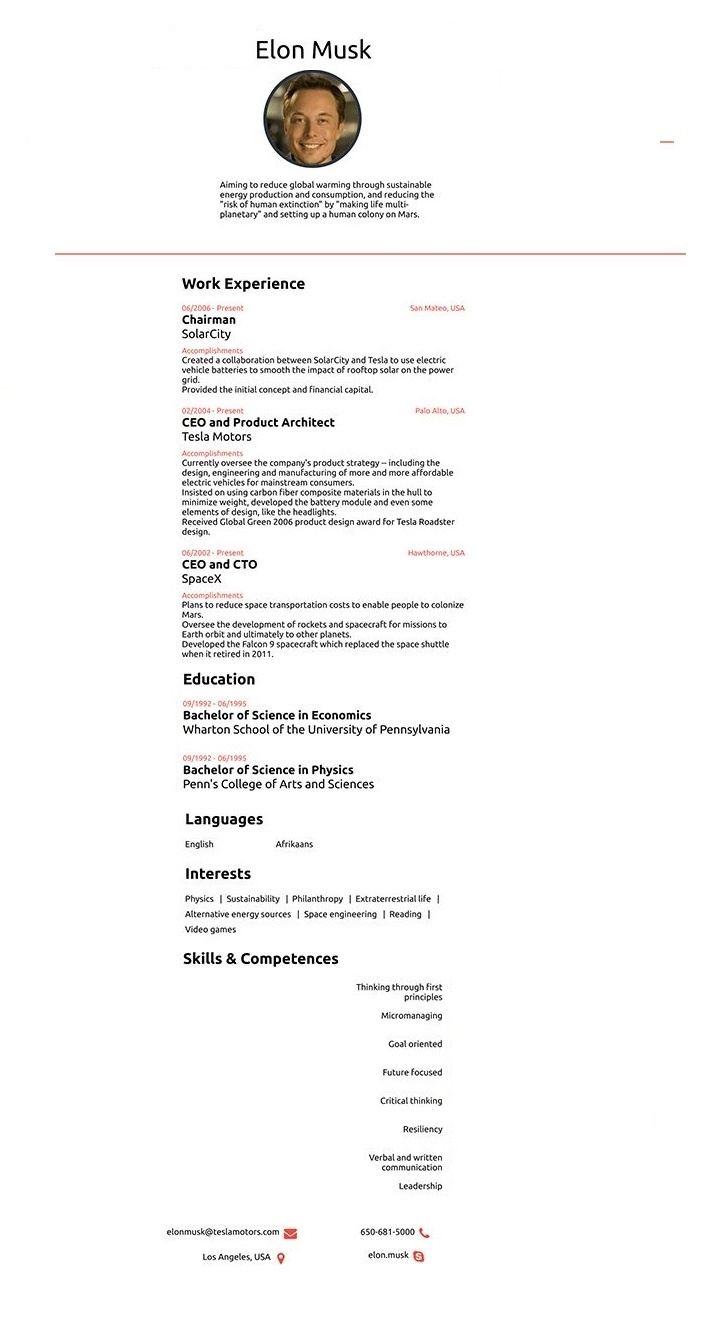 Elon Musk
Aiming to reduce global warming through sustainable
energy production and consumption, and reducing the
"risk of human extinction" by "making life multi-
planetary" and setting up a human colony on Mars.
Work Experience
06/2006 - Present San Mateo, USA
Chairman
SolarCity
Accomplishments
Created a collaboration between SolarCity and Tesla to use electric
vehicle batteries to smooth the impact of rooftop solar on the power
grid.
Provided the initial concept and financial capital.
02/2004 - Present Palo Alto, USA
CEO and Product Architect
Tesla Motors
Accomplishments
Currently oversee the company's product strategy -- including the
design, engineering and manufacturing of more and more affordable
electric vehicles for mainstream consumers.
Insisted on using carbon fiber composite materials in the hull to
minimize weight, developed the battery module and even some
elements of design, like the headlights.
Received Global Green 2006 product design award for Tesla Roadster
design.
06/2002 - Present Hawthorne, USA
CEO and CTO
SpaceX
Accomplishments
Plans to reduce space transportation costs to enable people to colonize
Mars.
Oversee the development of rockets and spacecraft for missions to
Earth orbit and ultimately to other planets.
Developed the Falcon 9 spacecraft which replaced the space shuttle
when it retired in 2011.
Education
09/1992 - 06/1995
Bachelor of Science in Economics
Wharton School of the University of Pennsylvania
09/1992 - 06/1995
Bachelor of Science in Physics
Penn's College of Arts and Sciences
Languages
English Afrikaans
Interests
Physics | Sustainability | Philanthropy | Extraterrestrial life |
Alternative energy sources | Space engineering | Reading |
Video games
Skills & Competences
Thinking through first
principles
Micromanaging
Goal oriented
Future focused
Critical thinking
Resiliency
Verbal and written
communication
Leadership
elonmusk@teslamotors.com 650-681-5000
Los Angeles, USA elon.musk